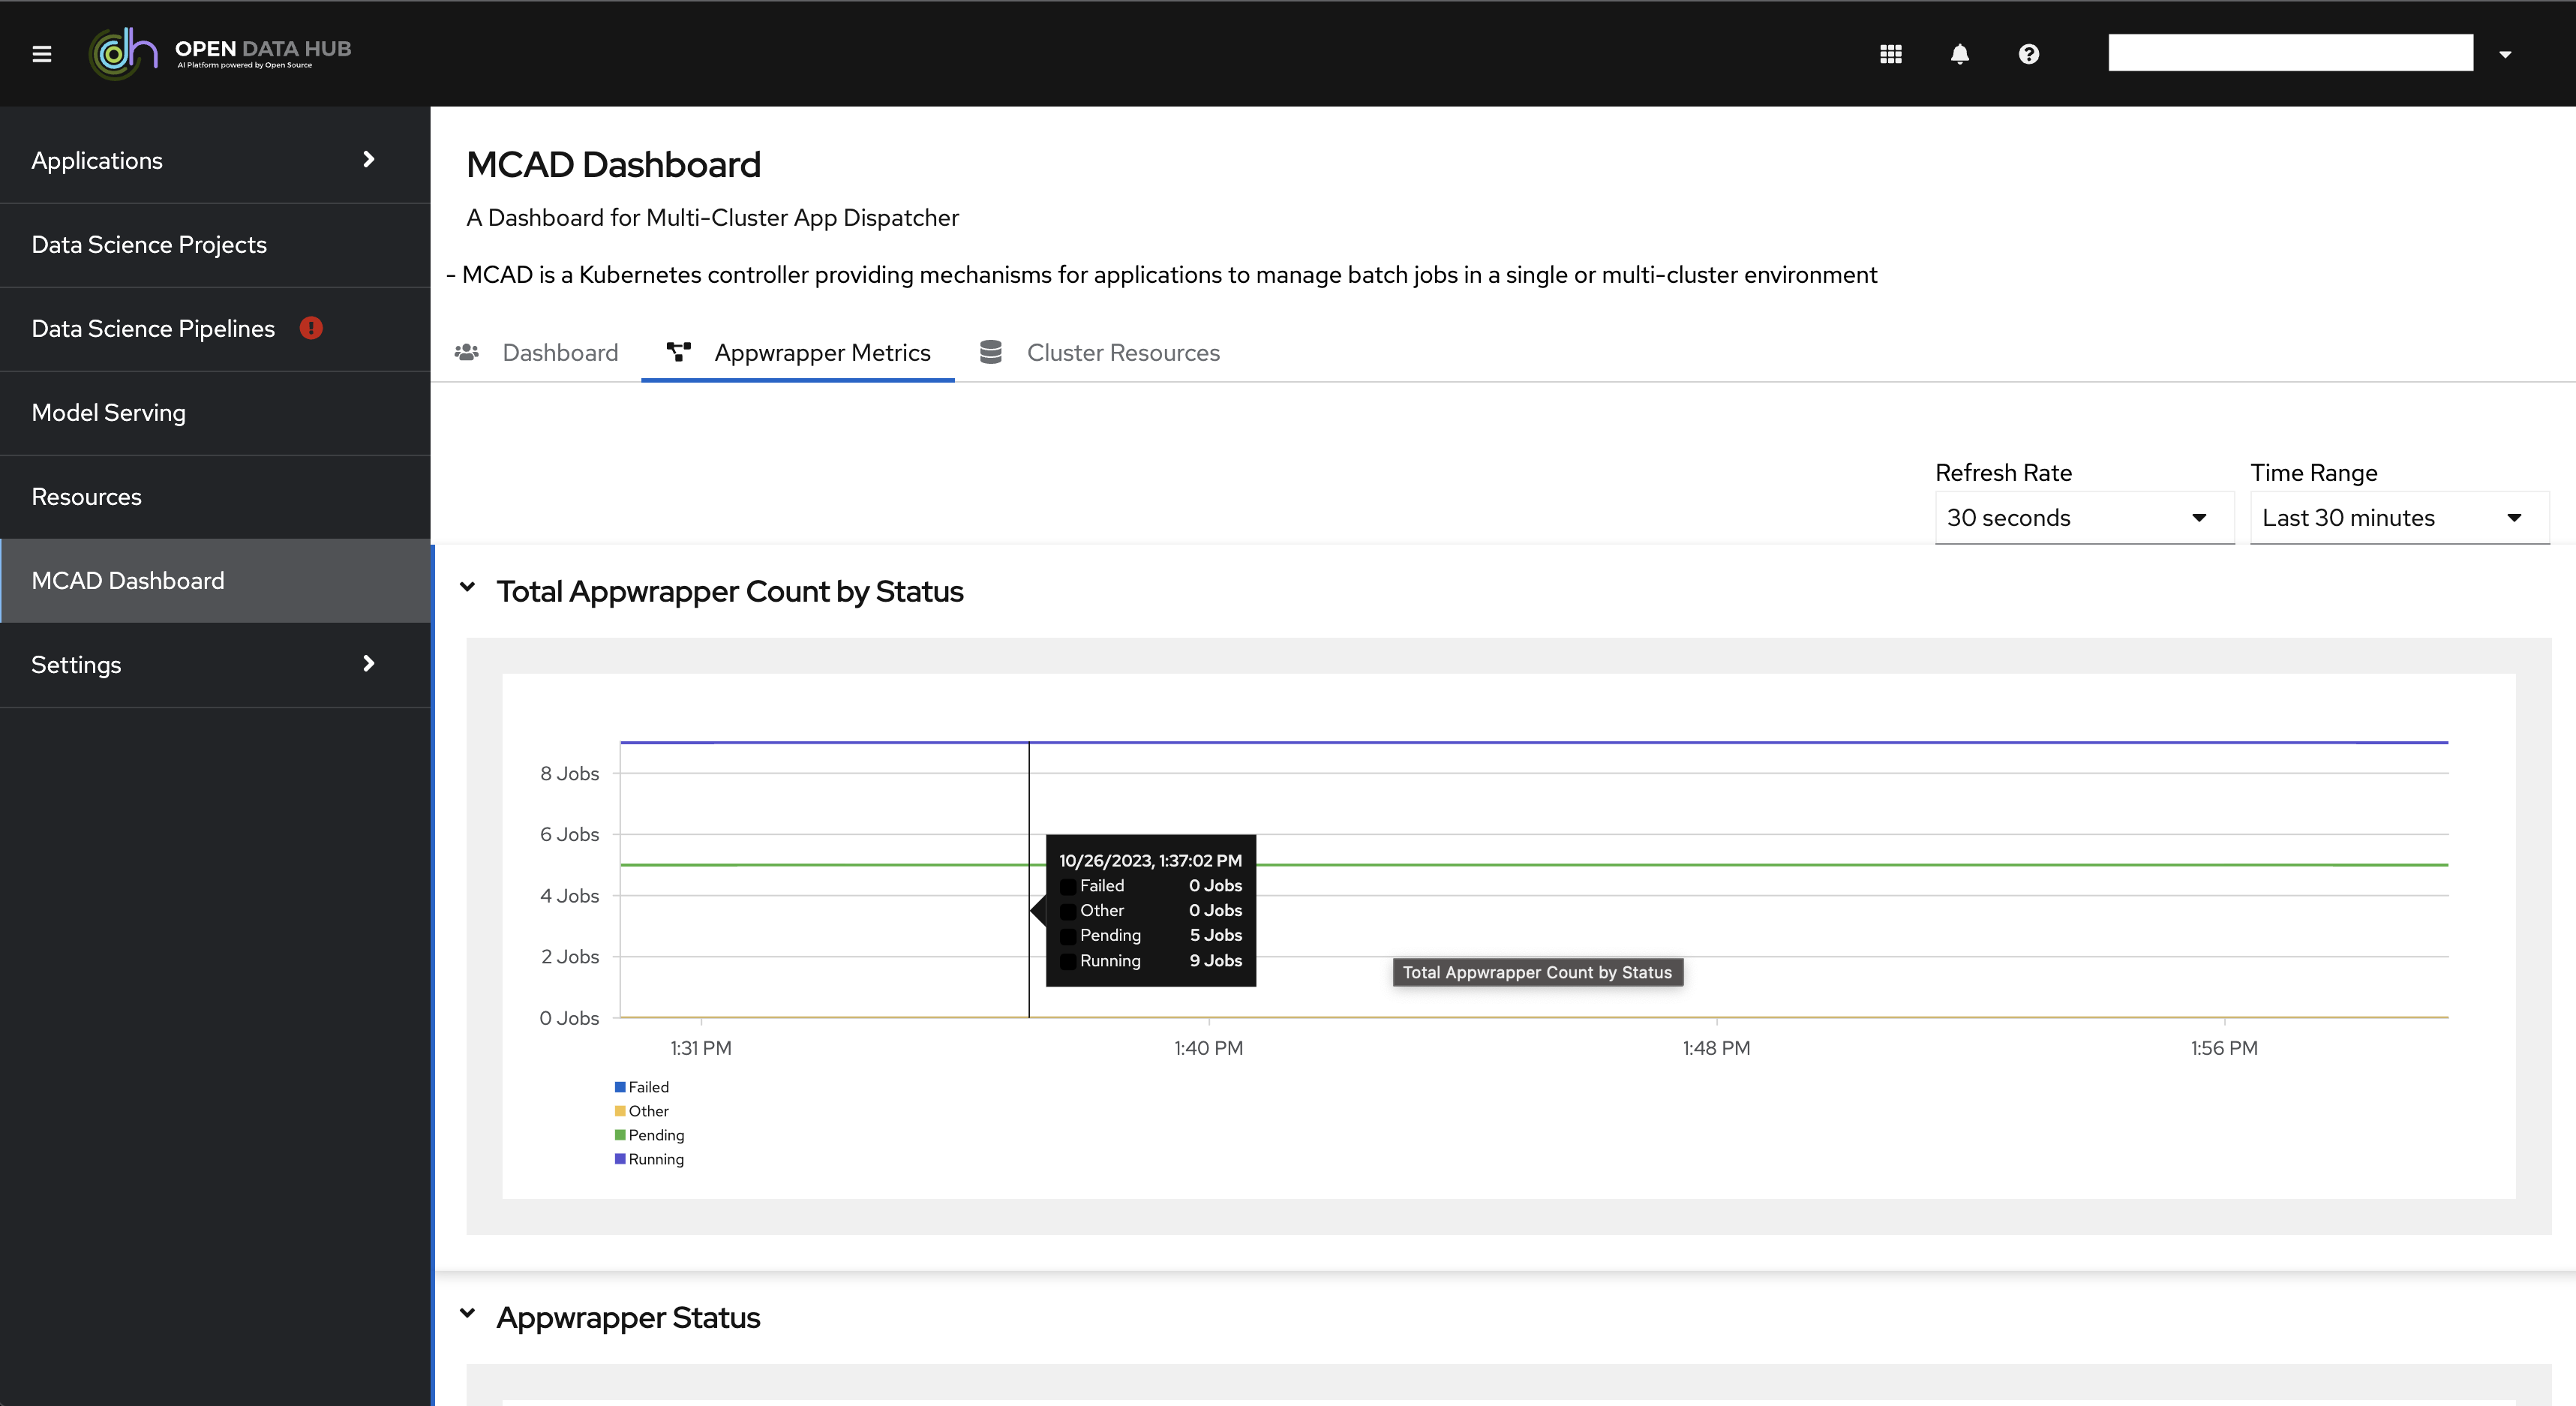 OPEN DATA HUB
AI Platform powered by Open Source
Applications
Data Science Projects
Data Science Pipelines
Model Serving
Resources
MCAD Dashboard
Settings
MCAD Dashboard
A Dashboard for Multi-Cluster App Dispatcher
- MCAD is a Kubernetes controller providing mechanisms for applications to manage batch jobs in a single or multi-cluster environment
Dashboard Appwrapper Metrics Cluster Resources
Refresh Rate Time Range
30 seconds Last 30 minutes
Total Appwrapper Count by Status
8 Jobs
6 Jobs
4 Jobs
2 Jobs
0 Jobs
10/26/2023, 1:37:02 PM
Failed 0 Jobs
Other 0 Jobs
Pending 5 Jobs
Running 9 Jobs
Total Appwrapper Count by Status
1:31 PM 1:40 PM 1:48 PM 1:56 PM
Failed
Other
Pending
Running
Appwrapper Status